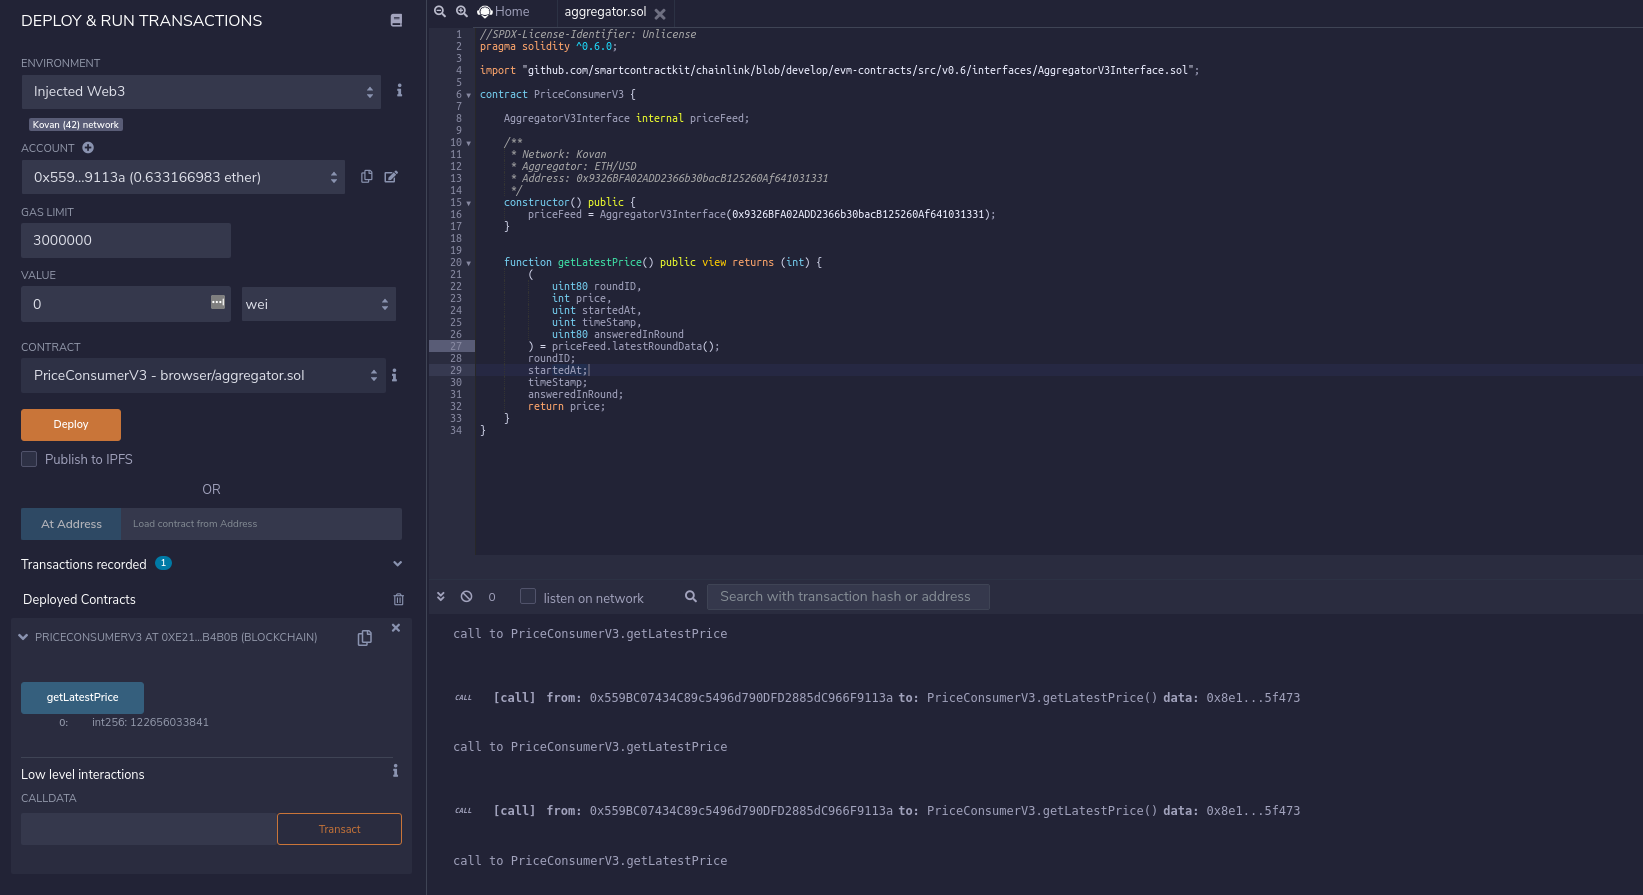 DEPLOY & RUN TRANSACTIONS
ENVIRONMENT
Injected Web3
Kovan (42) network
ACCOUNT
0x559...9113a (0.633166983 ether)
GAS LIMIT
3000000
VALUE
0
wei
CONTRACT
PriceConsumerV3 - browser/aggregator.sol
Deploy
Publish to IPFS
OR
At Address
Load contract from Address
Transactions recorded 1
Deployed Contracts
PRICECONSUMERV3 AT 0XE21...B4B0B (BLOCKCHAIN)
getLatestPrice
0: int256: 122656033841
Low level interactions
CALLDATA
Transact
Home
aggregator.sol
1 //SPDX-License-Identifier: Unlicense
2 pragma solidity ^0.6.0;
3
4 import "github.com/smartcontractkit/chainlink/blob/develop/evm-contracts/src/v0.6/interfaces/AggregatorV3Interface.sol";
5
6 contract PriceConsumerV3 {
7
8 AggregatorV3Interface internal priceFeed;
9
10 /**
11 * Network: Kovan
12 * Aggregator: ETH/USD
13 * Address: 0x9326BFA02ADD2366b30bacB125260Af641031331
14 */
15 constructor() public {
16 priceFeed = AggregatorV3Interface(0x9326BFA02ADD2366b30bacB125260Af641031331);
17 }
18
19
20 function getLatestPrice() public view returns (int) {
21 (
22 uint80 roundID,
23 int price,
24 uint startedAt,
25 uint timeStamp,
26 uint80 answeredInRound
27 ) = priceFeed.latestRoundData();
28 roundID;
29 startedAt;
30 timeStamp;
31 answeredInRound;
32 return price;
33 }
34 }
0
listen on network
Search with transaction hash or address
call to PriceConsumerV3.getLatestPrice
CALL [call] from: 0x559BC07434C89c5496d790DFD2885dC966F9113a to: PriceConsumerV3.getLatestPrice() data: 0x8e1...5f473
call to PriceConsumerV3.getLatestPrice
CALL [call] from: 0x559BC07434C89c5496d790DFD2885dC966F9113a to: PriceConsumerV3.getLatestPrice() data: 0x8e1...5f473
call to PriceConsumerV3.getLatestPrice